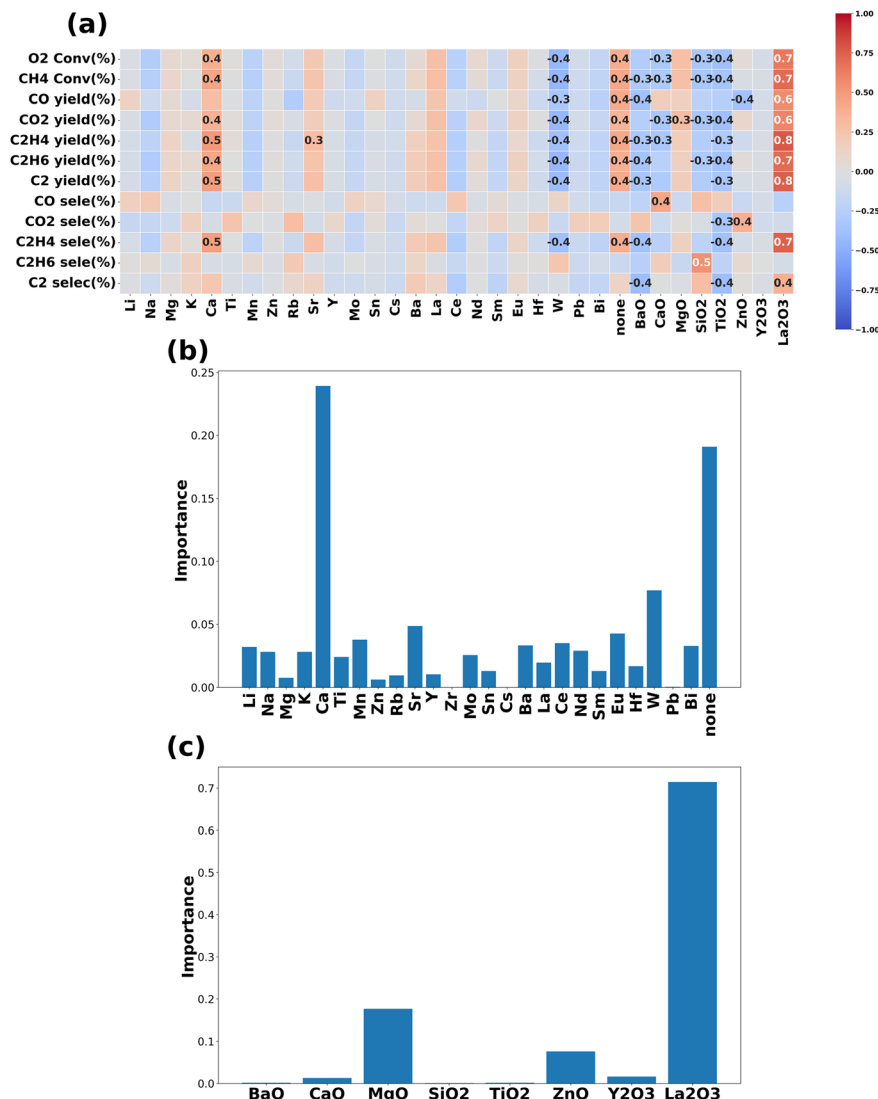 (a)
O2 Conv(%) 0.4 -0.4 0.4 -0.3 -0.3 -0.4 0.7
CH4 Conv(%) 0.4 -0.4 0.4 -0.3 -0.3 -0.3 -0.4 0.7
CO yield(%) -0.3 0.4 -0.4 -0.4 0.6
CO2 yield(%) 0.4 -0.4 0.4 -0.3 0.3 -0.3 -0.4 0.6
C2H4 yield(%) 0.5 0.3 -0.4 0.4 -0.3 -0.3 -0.3 0.8
C2H6 yield(%) 0.4 -0.4 0.4 -0.4 -0.3 -0.4 0.7
C2 yield(%) 0.5 -0.4 0.4 -0.3 -0.3 0.8
CO sele(%) 0.4
CO2 sele(%) -0.3 0.4
C2H4 sele(%) 0.5 -0.4 0.4 -0.4 -0.4 0.7
C2H6 sele(%) 0.5
C2 selec(%) -0.4 -0.4 0.4
Li Na Mg K Ca Ti Mn Zn Rb Sr Y Mo Sn Cs Ba La Ce Nd Sm Eu Hf W Pb Bi none BaO CaO MgO SiO2 TiO2 ZnO Y2O3 La2O3
1.00
0.75
0.50
0.25
0.00
−0.25
−0.50
−0.75
−1.00
(b)
Importance
0.25
0.20
0.15
0.10
0.05
0.00
Li Na Mg K Ca Ti Mn Zn Rb Sr Y Zr Mo Sn Cs Ba La Ce Nd Sm Eu Hf W Pb Bi none
(c)
Importance
0.7
0.6
0.5
0.4
0.3
0.2
0.1
0.0
BaO CaO MgO SiO2 TiO2 ZnO Y2O3 La2O3